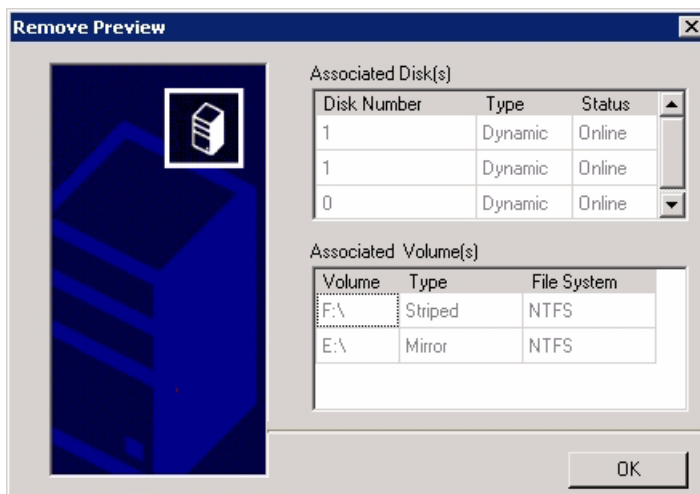 Remove Preview
Associated Disk(s)
Disk Number Type Status
1 Dynamic Online
1 Dynamic Online
0 Dynamic Online
Associated Volume(s)
Volume Type File System
F:\ Striped NTFS
E:\ Mirror NTFS
OK